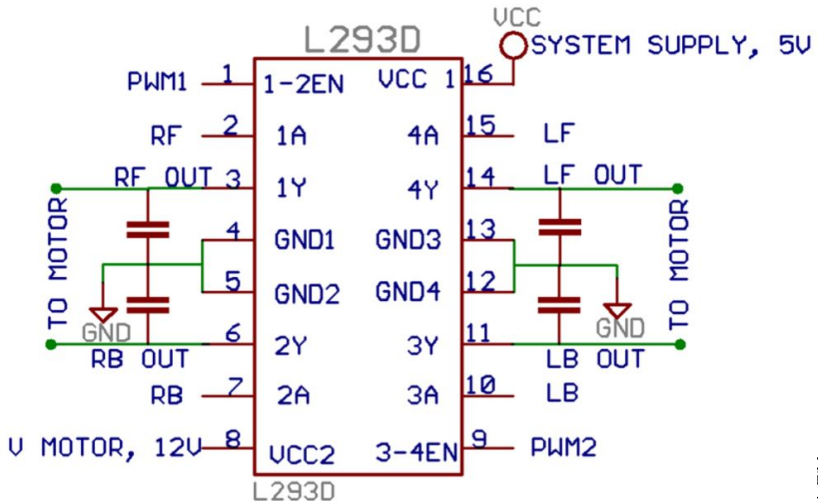 VCC
L293D
SYSTEM SUPPLY, 5V
PWM1 1 1-2EN VCC 1 16
RF 2 1A 4A 15 LF
RF OUT 3 1Y 4Y 14 LF OUT
4 GND1 GND3 13
TO MOTOR
TO MOTOR
5 GND2 GND4 12
GND
GND
RB OUT 6 2Y 3Y 11 LB OUT
RB 7 2A 3A 10 LB
V MOTOR, 12V 8 VCC2 3-4EN 9 PWM2
L293D